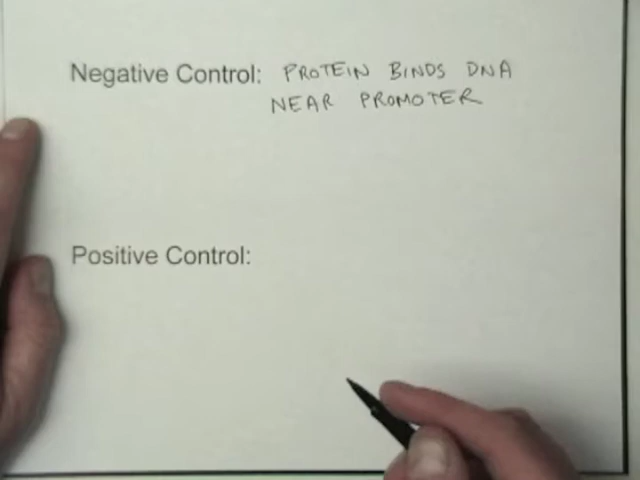 Negative Control: PROTEIN BINDS DNA
NEAR PROMOTER
Positive Control: